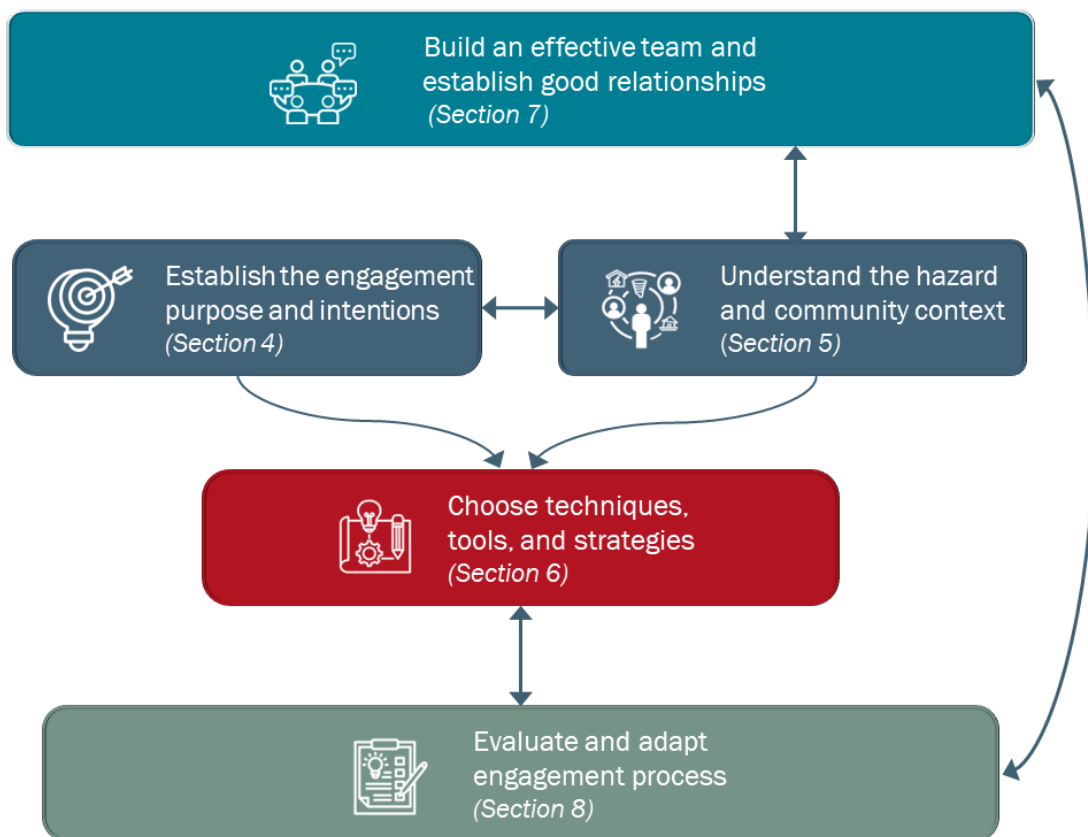 Build an effective team and
establish good relationships
(Section 7)
Establish the engagement
purpose and intentions
(Section 4)
Understand the hazard
and community context
(Section 5)
Choose techniques,
tools, and strategies
(Section 6)
Evaluate and adapt
engagement process
(Section 8)